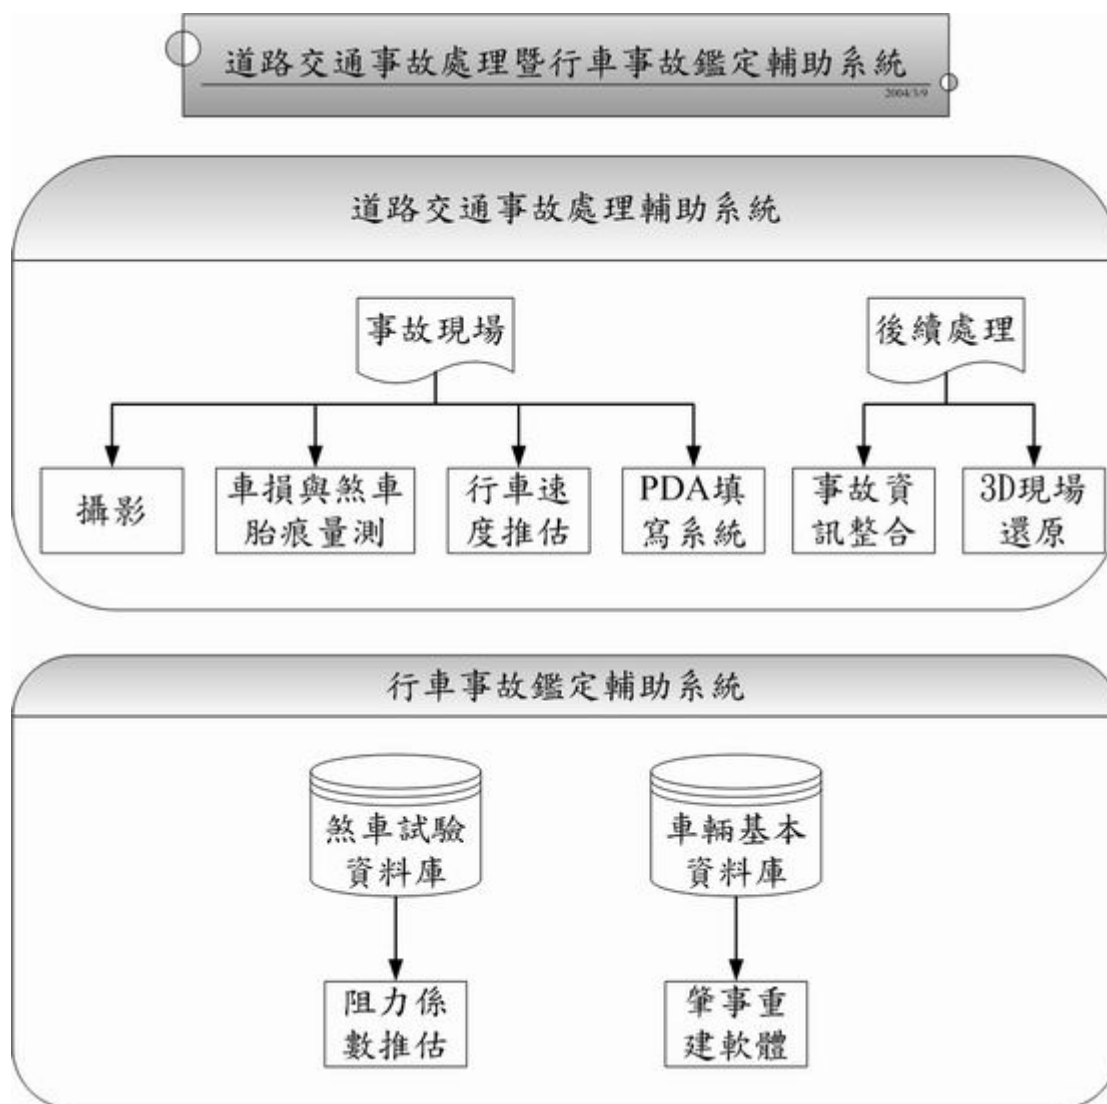 道路交通事故處理暨行車事故鑑定輔助系統
2004/3/9
道路交通事故處理輔助系統
事故現場
後續處理
攝影
車損與煞車
胎痕量測
行車速
度推估
PDA填
寫系統
事故資
訊整合
3D現場
還原
行車事故鑑定輔助系統
煞車試驗
資料庫
車輛基本
資料庫
阻力係
數推估
肇事重
建軟體